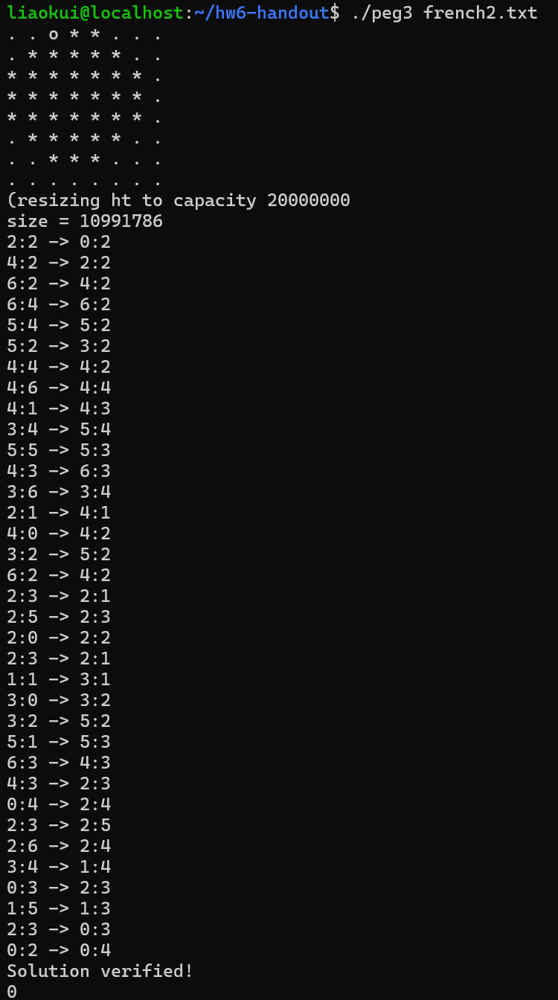 liaokui@localhost:~/hw6-handout$ ./peg3 french2.txt
. . o * * . . .
. * * * * * . .
* * * * * * * .
* * * * * * * .
* * * * * * * .
. * * * * * . .
. . * * * . . .
. . . . . . . .
(resizing ht to capacity 20000000
size = 10991786
2:2 -> 0:2
4:2 -> 2:2
6:2 -> 4:2
6:4 -> 6:2
5:4 -> 5:2
5:2 -> 3:2
4:4 -> 4:2
4:6 -> 4:4
4:1 -> 4:3
3:4 -> 5:4
5:5 -> 5:3
4:3 -> 6:3
3:6 -> 3:4
2:1 -> 4:1
4:0 -> 4:2
3:2 -> 5:2
6:2 -> 4:2
2:3 -> 2:1
2:5 -> 2:3
2:0 -> 2:2
2:3 -> 2:1
1:1 -> 3:1
3:0 -> 3:2
3:2 -> 5:2
5:1 -> 5:3
6:3 -> 4:3
4:3 -> 2:3
0:4 -> 2:4
2:3 -> 2:5
2:6 -> 2:4
3:4 -> 1:4
0:3 -> 2:3
1:5 -> 1:3
2:3 -> 0:3
0:2 -> 0:4
Solution verified!
0